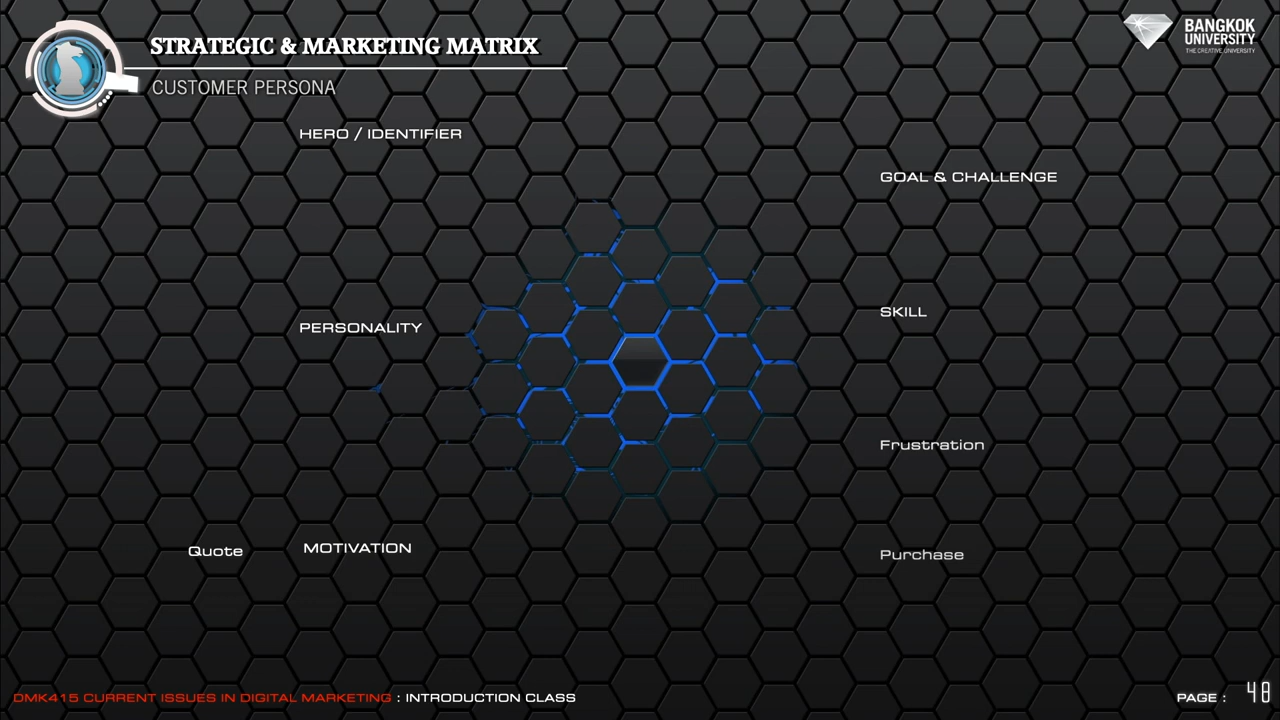 STRATEGIC & MARKETING MATRIX
CUSTOMER PERSONA
BANGKOK
UNIVERSITY
THE CREATIVE UNIVERSITY
HERO / IDENTIFIER
GOAL & CHALLENGE
SKILL
PERSONALITY
Frustration
Quote
MOTIVATION
Purchase
DMK415 CURRENT ISSUES IN DIGITAL MARKETING : INTRODUCTION CLASS
PAGE : 48